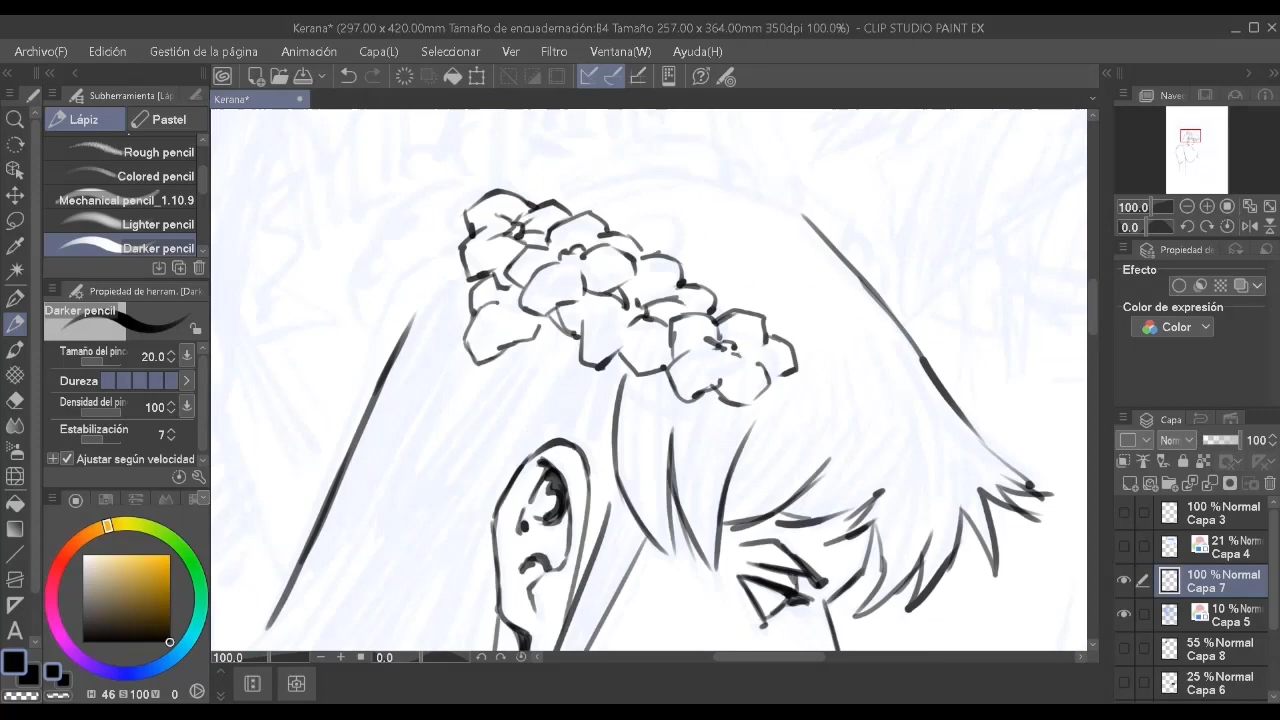 Kerana* (297.00 x 420.00mm Tamaño de encuadernación:B4 Tamaño 257.00 x 364.00mm 350dpi 100.0%) - CLIP STUDIO PAINT EX
Archivo(F) Edición Gestión de la página Animación Capa(L) Seleccionar Ver Filtro Ventana(W) Ayuda(H)
Subherramienta [Láp
Kerana*
Lápiz Pastel
Rough pencil
Colored pencil
Mechanical pencil_1.10.9
Lighter pencil
Darker pencil
Propiedad de herram. [Dark
Darker pencil
Tamaño del pinc 20.0
Dureza
Densidad del pin 100
Estabilización 7
Ajustar según velocidad
H 46 S 100 V 0
100.0 0.0
Nave
100.0
0.0
Propiedad de
Efecto
Color de expresión
Color
Capa
Norm 100
100 %Normal
Capa 3
21 %Norm
Capa 4
100 %Normal
Capa 7
10 %Norm
Capa 5
55 %Normal
Capa 8
25 %Normal
Capa 6